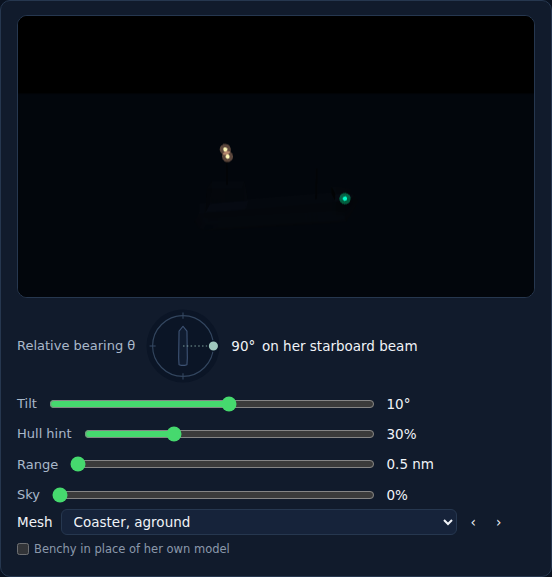 Relative bearing θ 90° on her starboard beam
Tilt 10°
Hull hint 30%
Range 0.5 nm
Sky 0%
Mesh Coaster, aground ‹ ›
Benchy in place of her own model